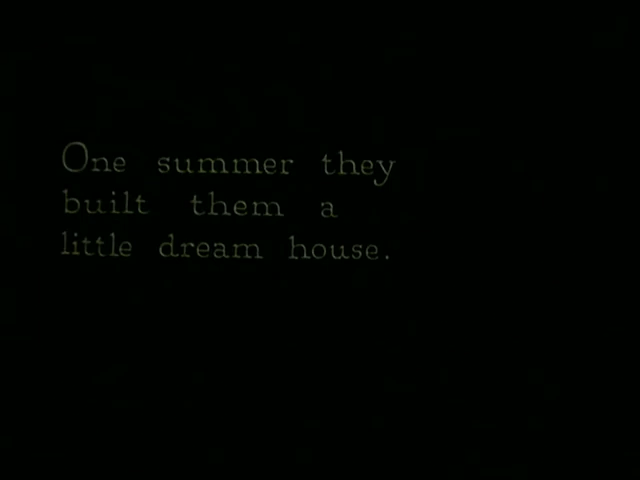 One summer they
built them a
little dream house.